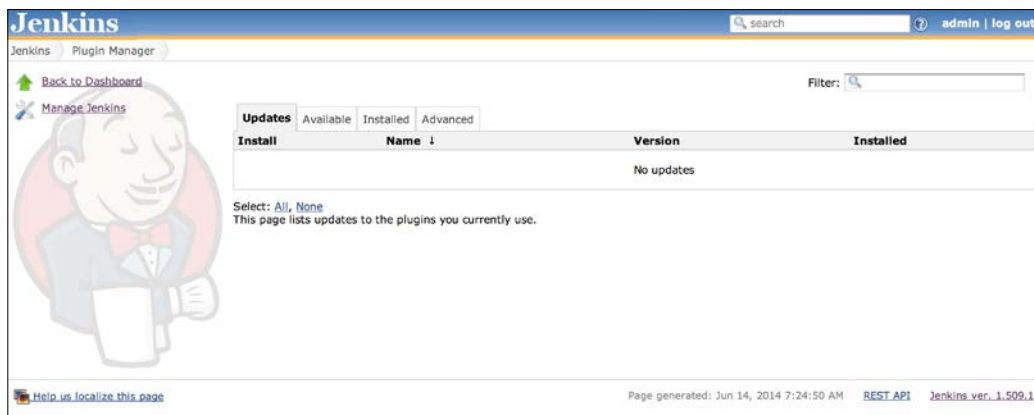 Jenkins
search
admin | log out
Jenkins Plugin Manager
Back to Dashboard
Manage Jenkins
Filter:
Updates Available Installed Advanced
Install Name ↓ Version Installed
No updates
Select: All, None
This page lists updates to the plugins you currently use.
Help us localize this page
Page generated: Jun 14, 2014 7:24:50 AM REST API Jenkins ver. 1.509.1